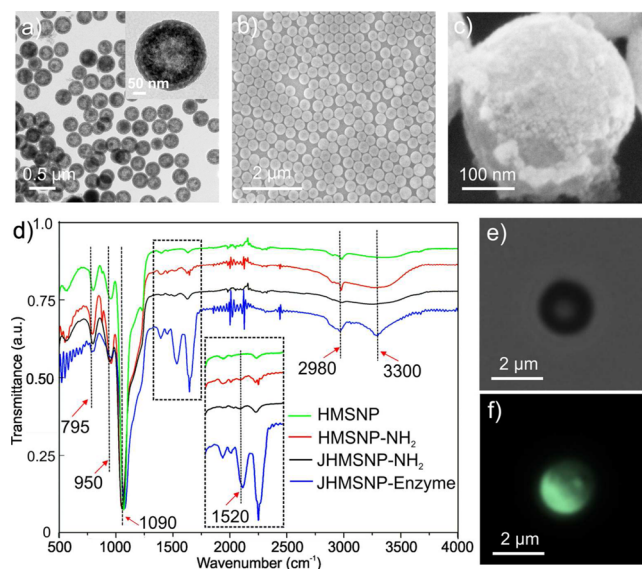 a)
50 nm
0.5 µm
b)
2 µm
c)
100 nm
d)
1.0
0.75
0.50
0.25
0
Transmittance (a.u.)
795
950
1090
1520
2980
3300
HMSNP
HMSNP-NH₂
JHMSNP-NH₂
JHMSNP-Enzyme
500 1000 1500 2000 2500 3000 3500 4000
Wavenumber (cm⁻¹)
e)
2 µm
f)
2 µm